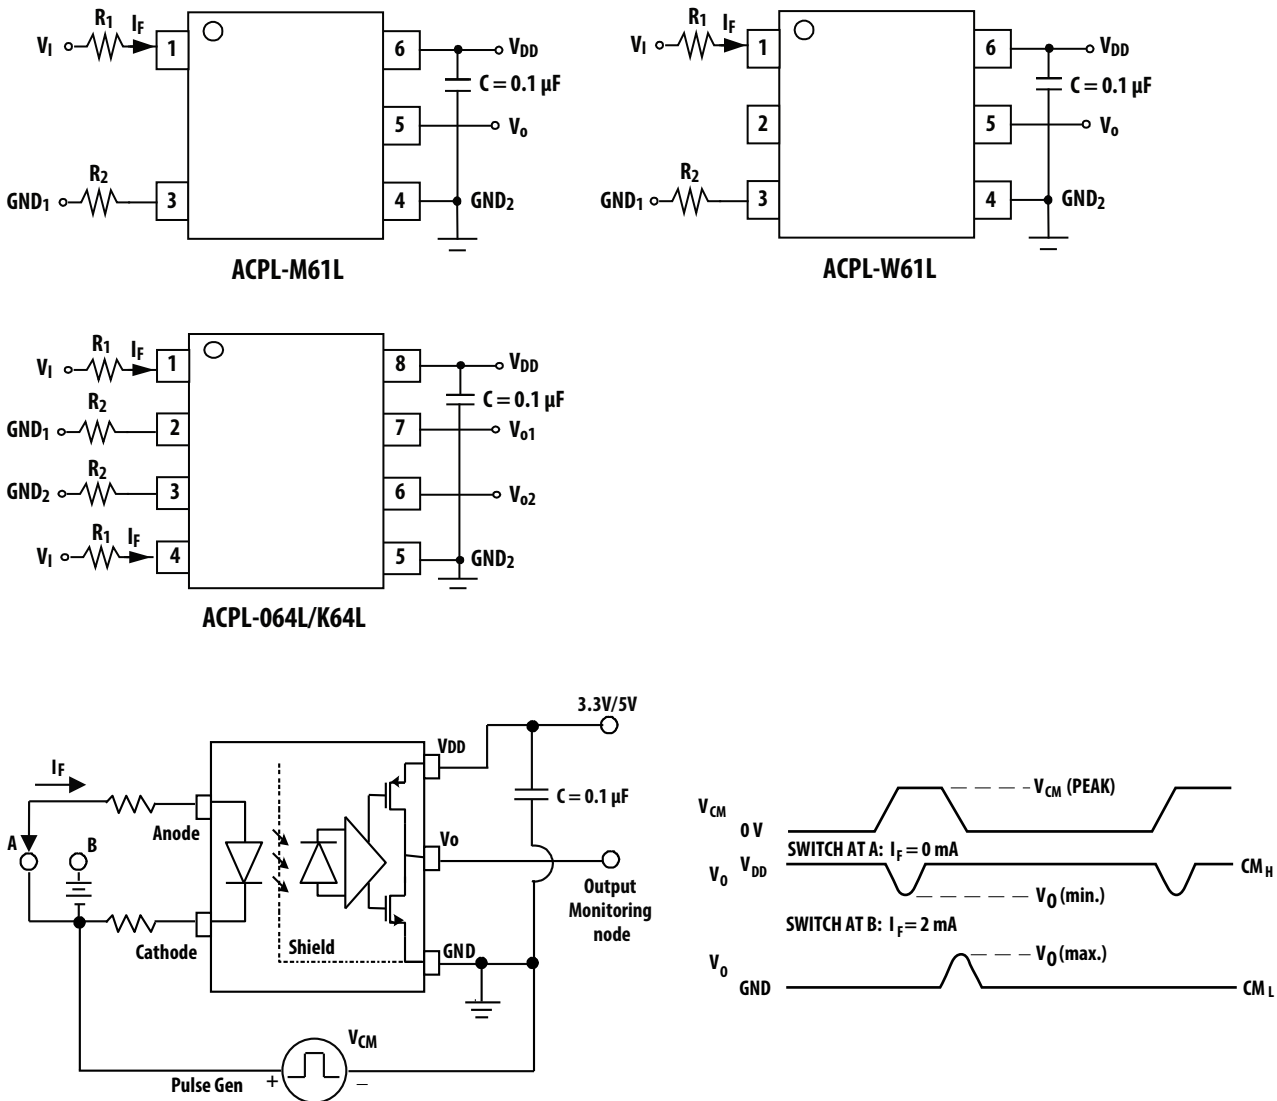 R1 IF
VI 1 6 VDD
C = 0.1 µF
5 Vo
R2
GND1 3 4 GND2
ACPL-M61L
R1 IF
VI 1 6 VDD
C = 0.1 µF
2 5 Vo
R2
GND1 3 4 GND2
ACPL-W61L
R1 IF
VI 1 8 VDD
C = 0.1 µF
R2
GND1 2 7 Vo1
R2
GND2 3 6 Vo2
R1 IF
VI 4 5 GND2
ACPL-064L/K64L
3.3V/5V
IF
VDD
C = 0.1 µF
Anode
Vo
A B
Output
Monitoring
node
Cathode
Shield
GND
VCM
Pulse Gen + –
VCM (PEAK)
VCM
0 V
SWITCH AT A: IF = 0 mA
VO VDD CMH
VO (min.)
SWITCH AT B: IF = 2 mA
VO (max.)
VO
GND CML